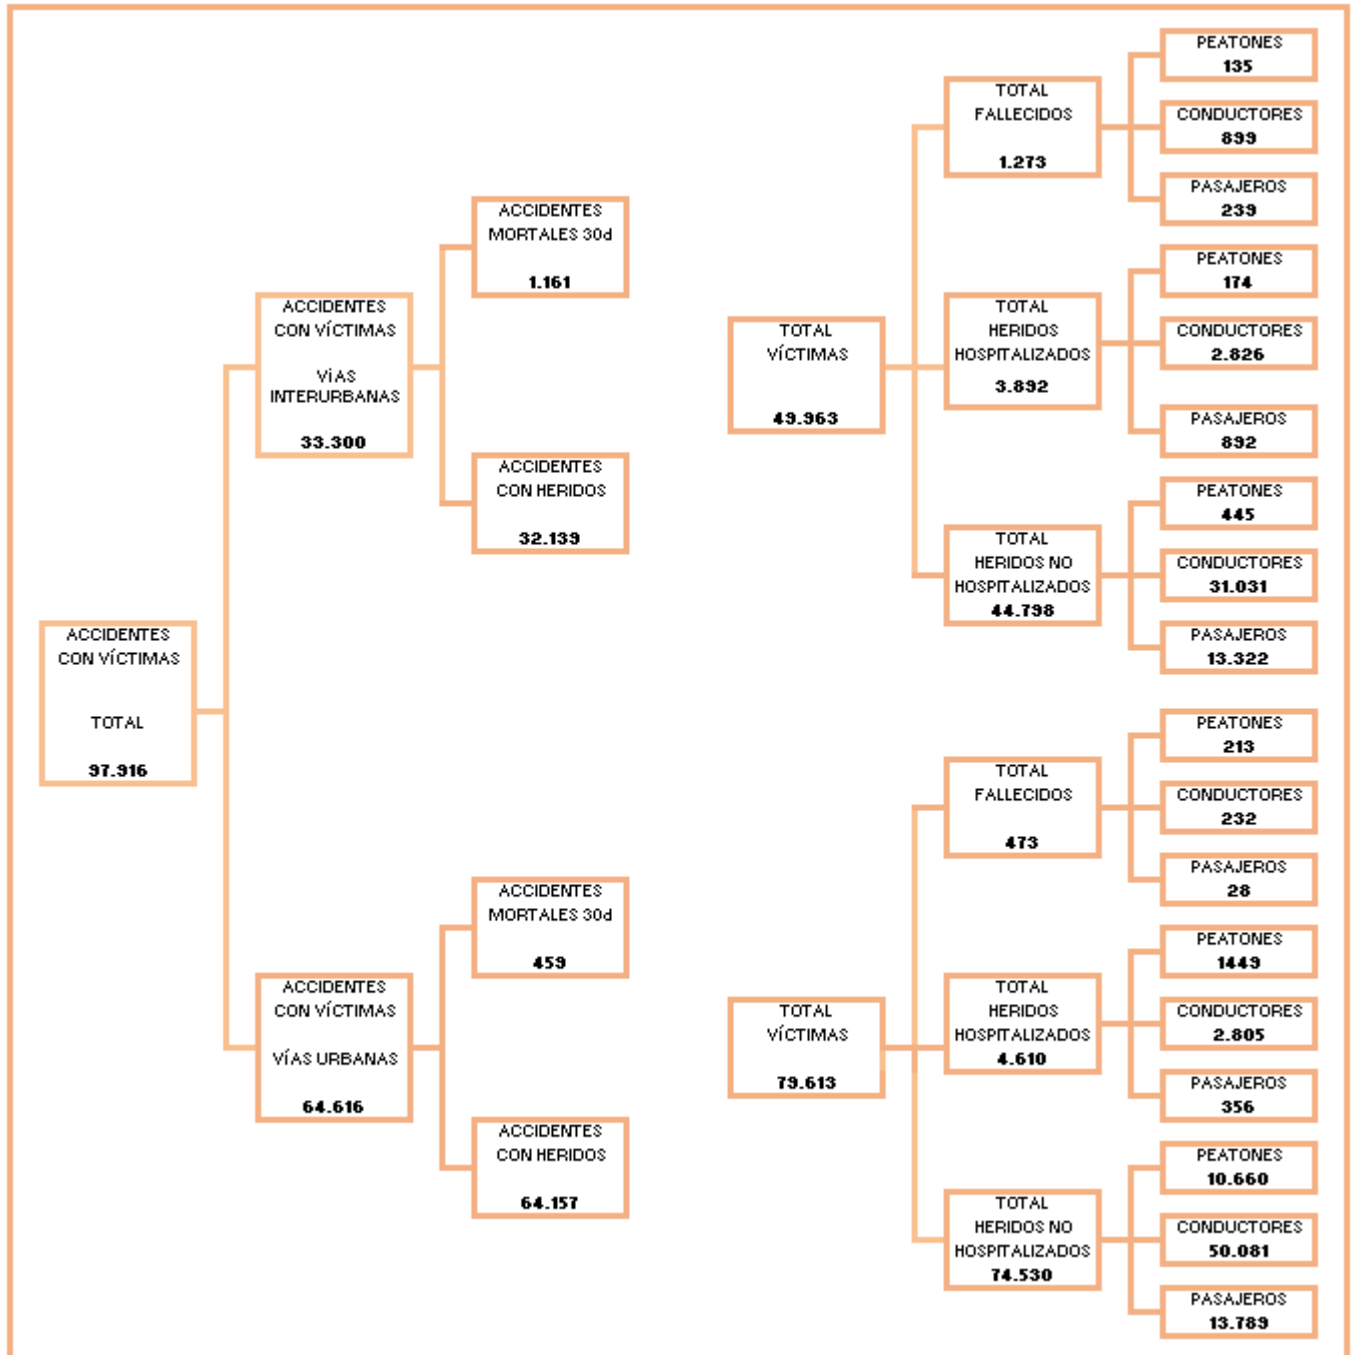 ACCIDENTES
CON VÍCTIMAS
TOTAL
97.916
ACCIDENTES
CON VÍCTIMAS
VÍAS
INTERURBANAS
33.300
ACCIDENTES
MORTALES 30d
1.161
ACCIDENTES
CON HERIDOS
32.139
TOTAL
VÍCTIMAS
49.963
TOTAL
FALLECIDOS
1.273
PEATONES
135
CONDUCTORES
899
PASAJEROS
239
TOTAL
HERIDOS
HOSPITALIZADOS
3.892
PEATONES
174
CONDUCTORES
2.826
PASAJEROS
892
TOTAL
HERIDOS NO
HOSPITALIZADOS
44.798
PEATONES
445
CONDUCTORES
31.031
PASAJEROS
13.322
ACCIDENTES
CON VÍCTIMAS
VÍAS URBANAS
64.616
ACCIDENTES
MORTALES 30d
459
ACCIDENTES
CON HERIDOS
64.157
TOTAL
VÍCTIMAS
79.613
TOTAL
FALLECIDOS
473
PEATONES
213
CONDUCTORES
232
PASAJEROS
28
TOTAL
HERIDOS
HOSPITALIZADOS
4.610
PEATONES
1449
CONDUCTORES
2.805
PASAJEROS
356
TOTAL
HERIDOS NO
HOSPITALIZADOS
74.530
PEATONES
10.660
CONDUCTORES
50.081
PASAJEROS
13.789